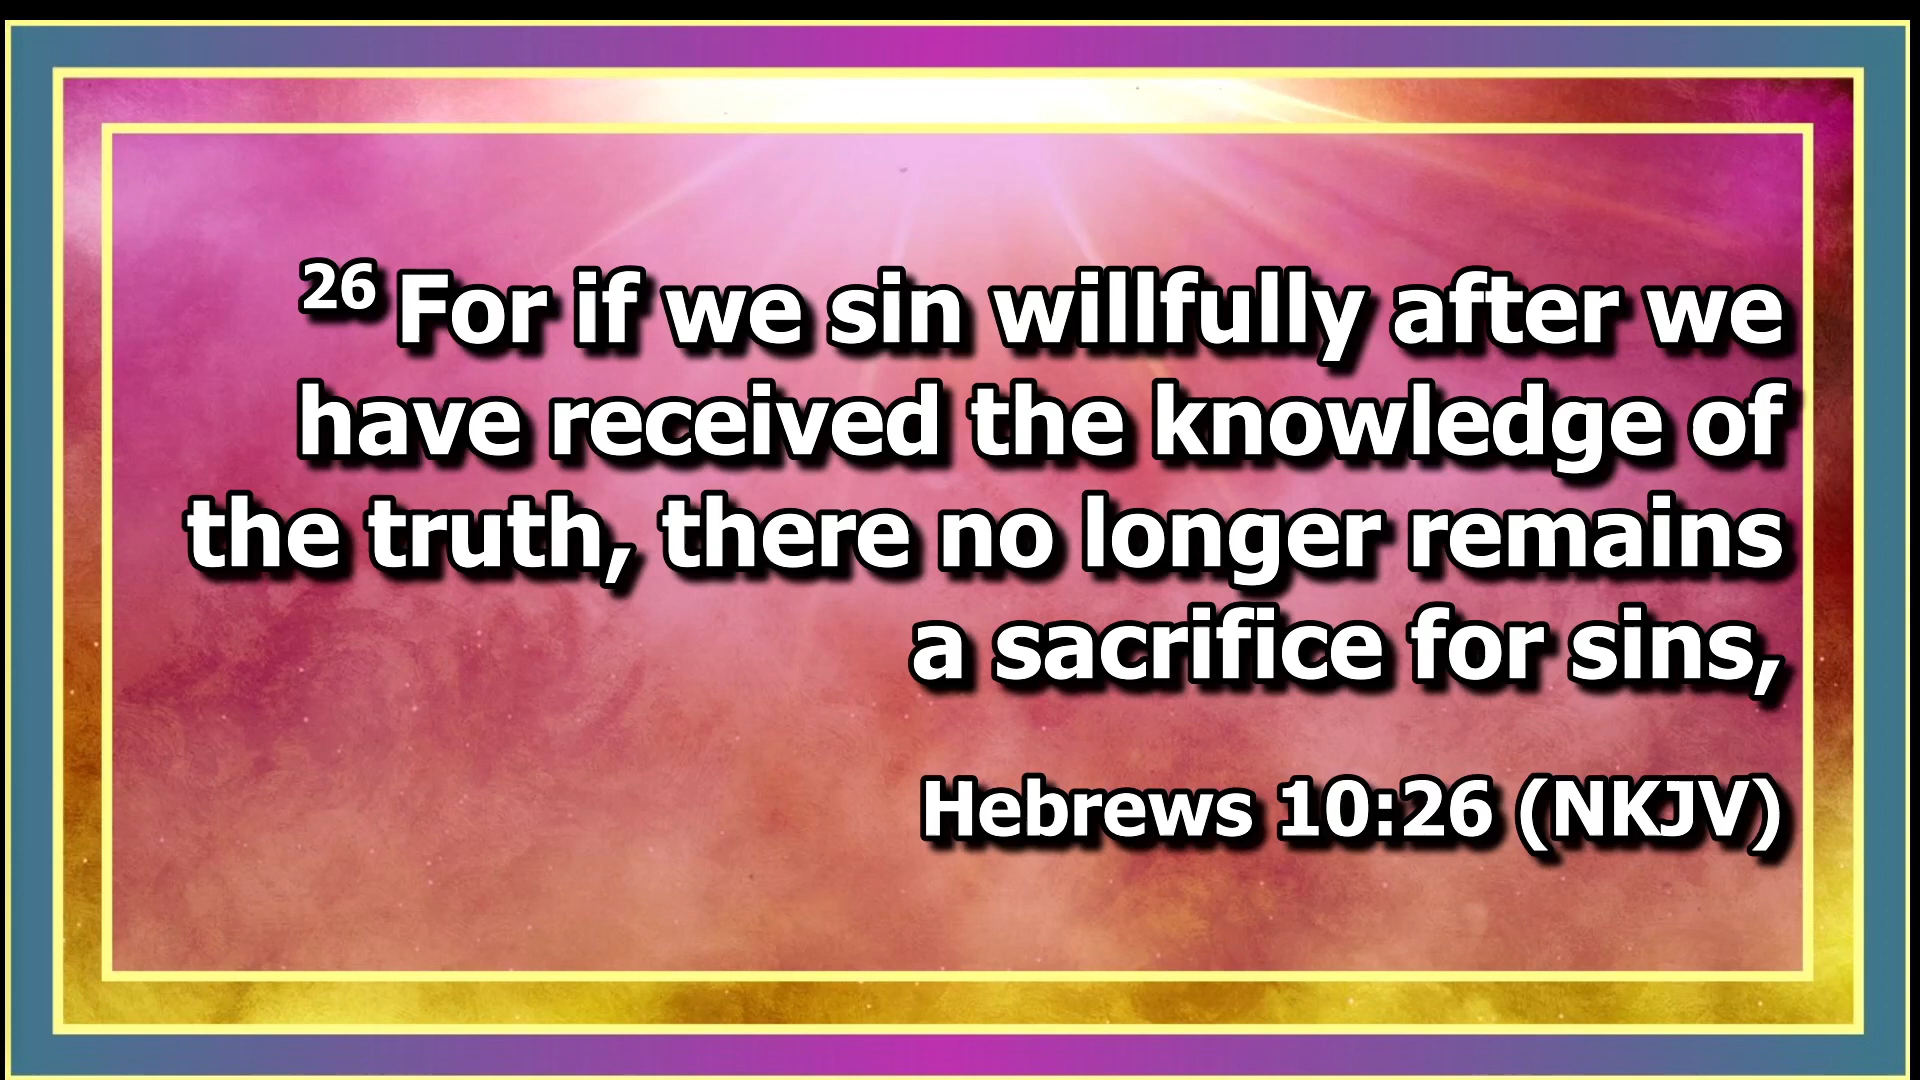 26 For if we sin willfully after we
have received the knowledge of
the truth, there no longer remains
a sacrifice for sins,
Hebrews 10:26 (NKJV)